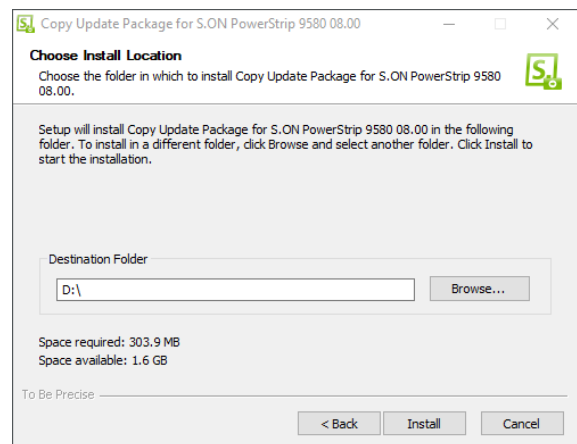 S. Copy Update Package for S.ON PowerStrip 9580 08.00
Choose Install Location
Choose the folder in which to install Copy Update Package for S.ON PowerStrip 9580
08.00.
S.
Setup will install Copy Update Package for S.ON PowerStrip 9580 08.00 in the following
folder. To install in a different folder, click Browse and select another folder. Click Install to
start the installation.
Destination Folder
D:\
Browse...
Space required: 303.9 MB
Space available: 1.6 GB
To Be Precise
< Back Install Cancel